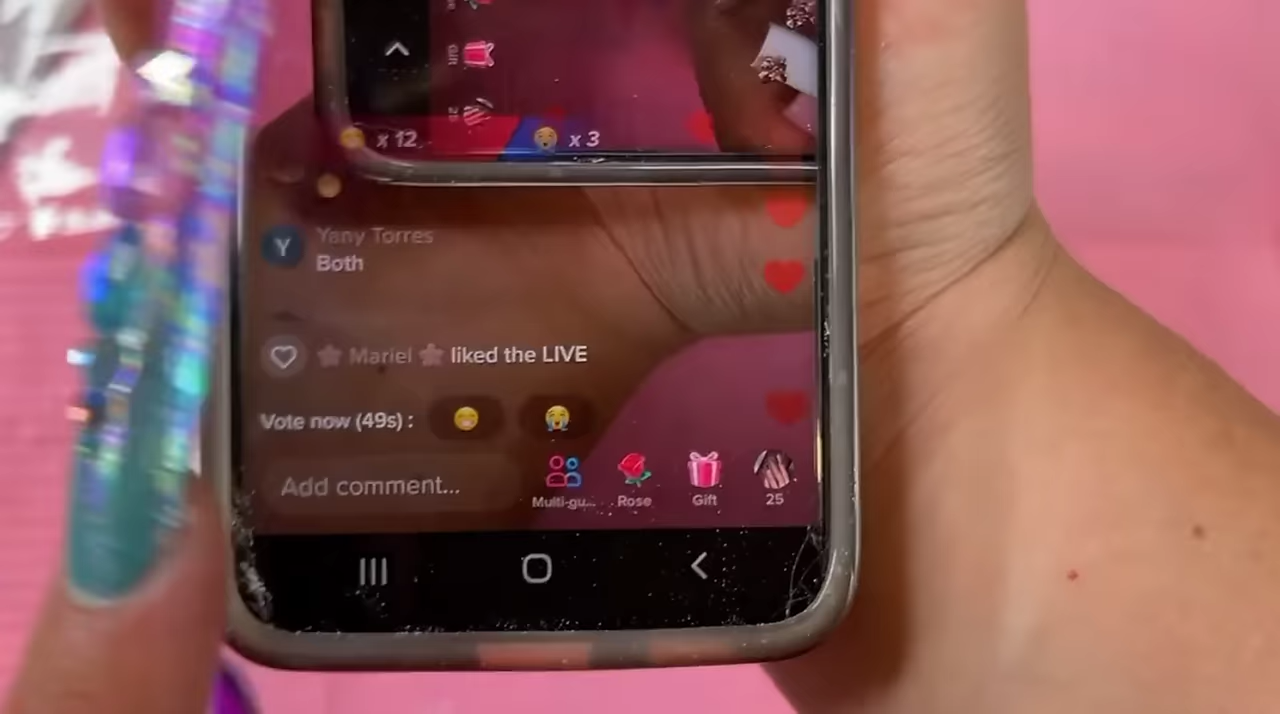 Gift
x 12
x 3
Y
Yany Torres
Both
Mariel liked the LIVE
Vote now (49s) :
Add comment...
Multi-gu...
Rose
Gift
25